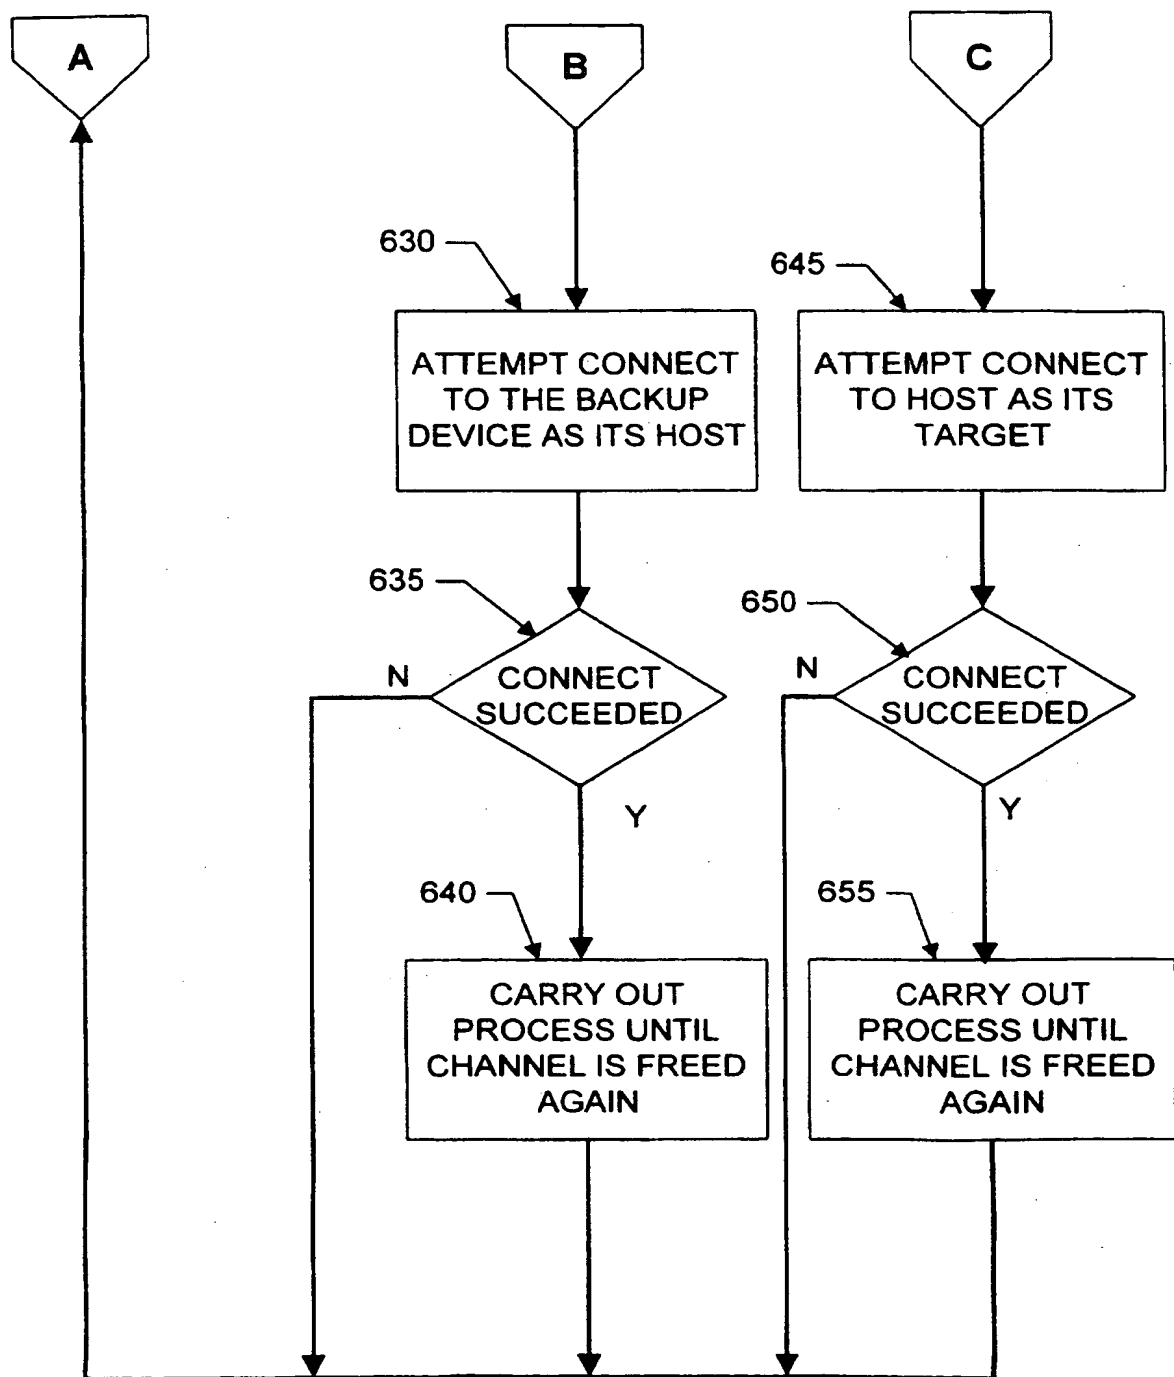 A
B
C
630
645
ATTEMPT CONNECT
TO THE BACKUP
DEVICE AS ITS HOST
ATTEMPT CONNECT
TO HOST AS ITS
TARGET
635
650
N
CONNECT
SUCCEEDED
N
CONNECT
SUCCEEDED
Y
Y
640
655
CARRY OUT
PROCESS UNTIL
CHANNEL IS FREED
AGAIN
CARRY OUT
PROCESS UNTIL
CHANNEL IS FREED
AGAIN